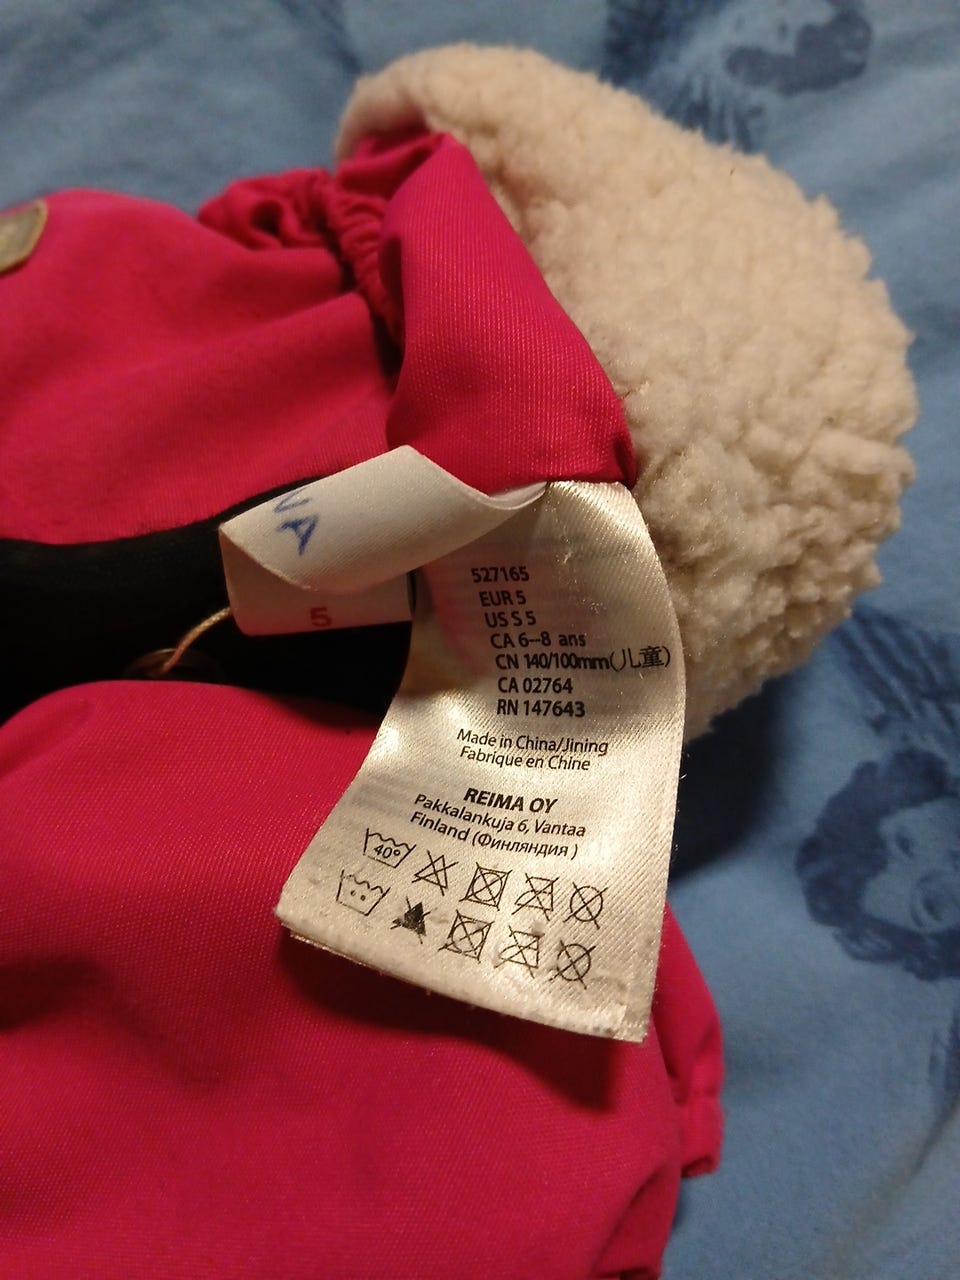 NA
5
527165
EUR 5
US S 5
CA 6-8 ans
CN 140/100mm(儿童)
CA 02764
RN 147643
Made in China/Jining
Fabrique en Chine
REIMA OY
Pakkalankuja 6, Vantaa
Finland (Финляндия )
40°